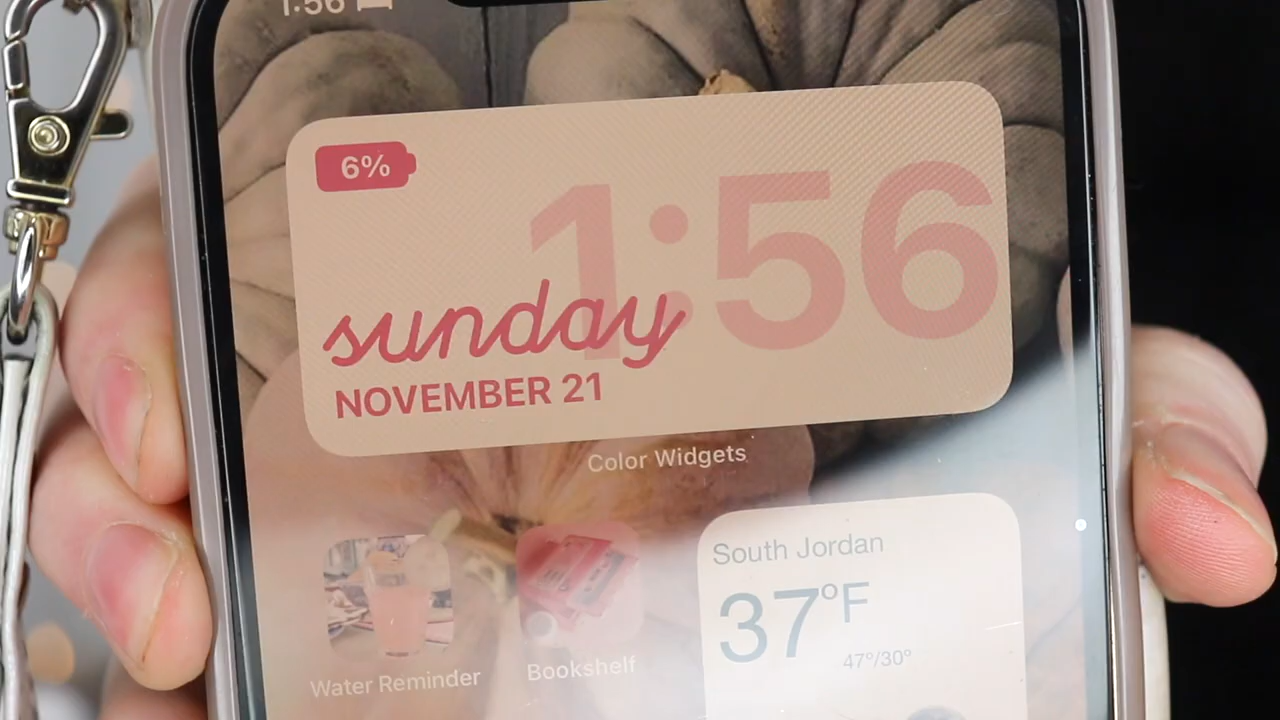 1:56
6%
1:56
sunday
NOVEMBER 21
Color Widgets
South Jordan
37°F
47°/30°
Water Reminder
Bookshelf